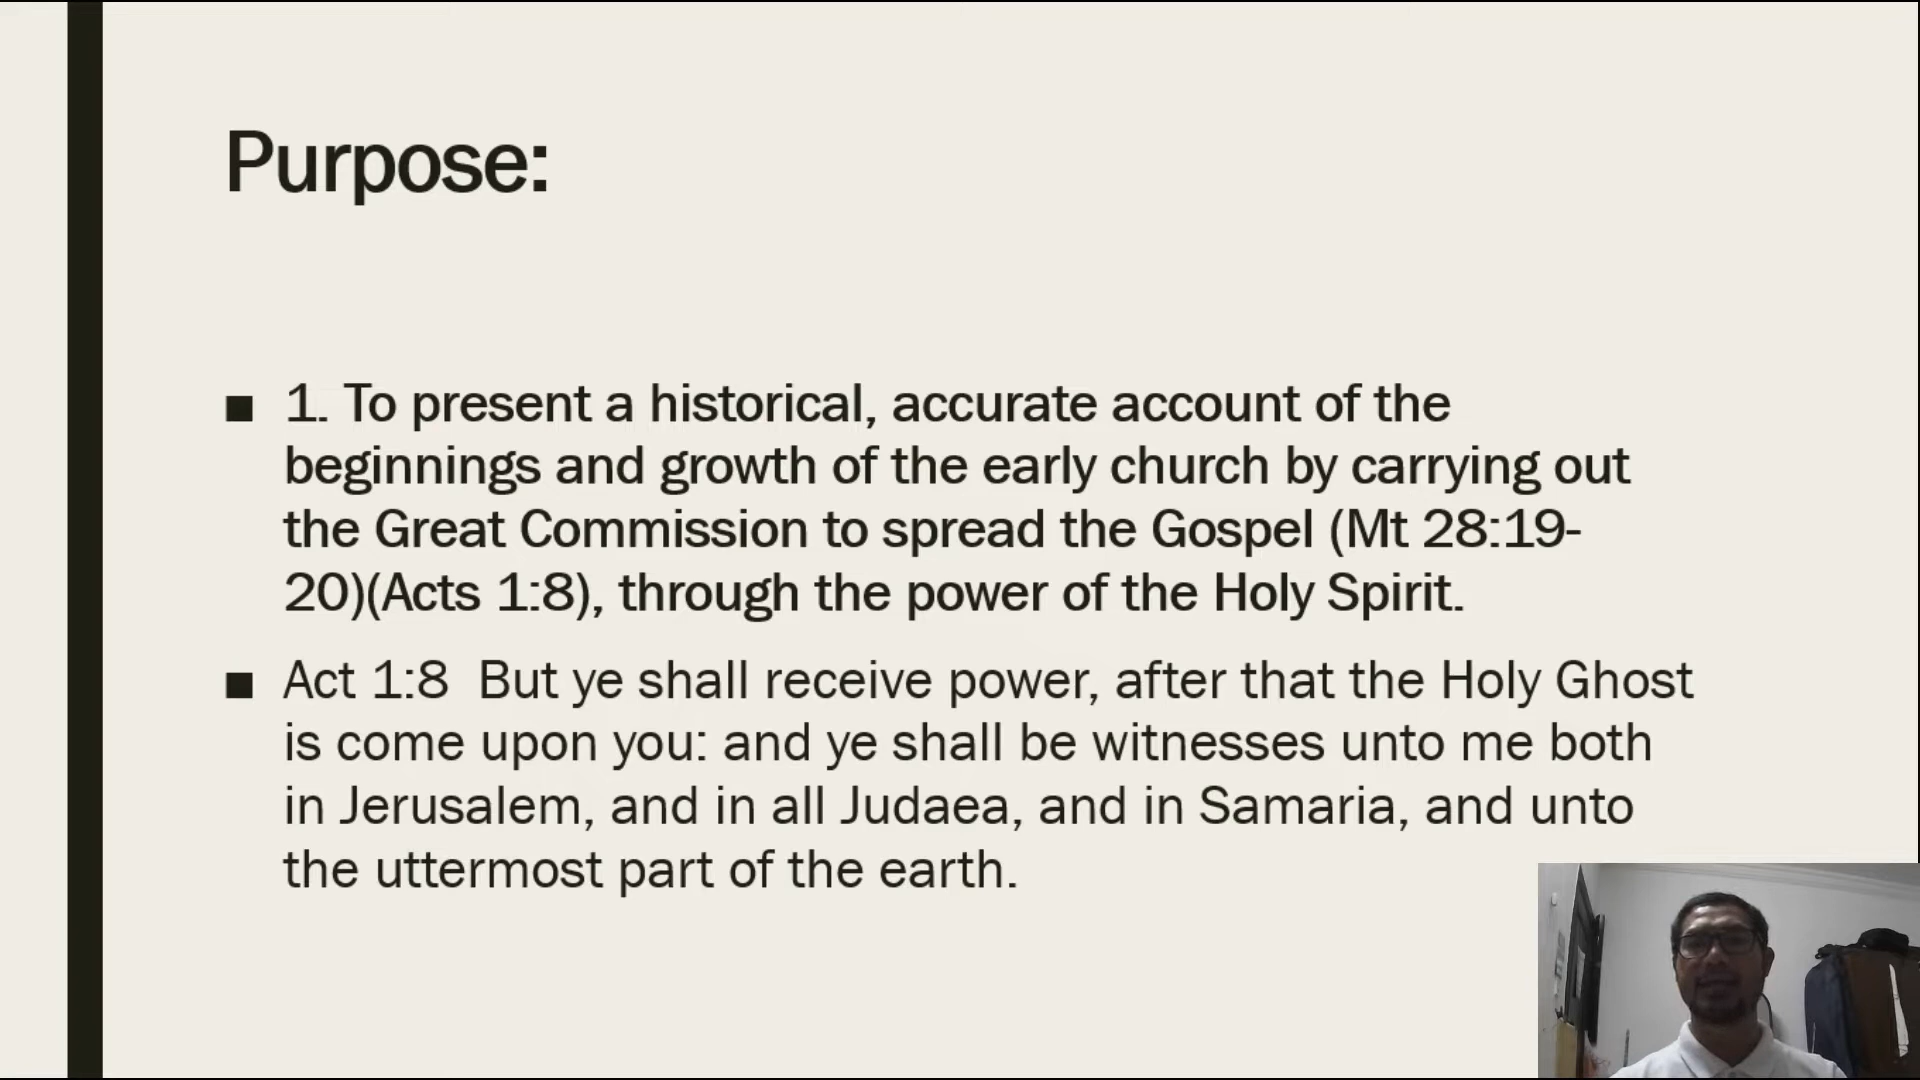 Purpose:
■ 1. To present a historical, accurate account of the
beginnings and growth of the early church by carrying out
the Great Commission to spread the Gospel (Mt 28:19-
20)(Acts 1:8), through the power of the Holy Spirit.
■ Act 1:8  But ye shall receive power, after that the Holy Ghost
is come upon you: and ye shall be witnesses unto me both
in Jerusalem, and in all Judaea, and in Samaria, and unto
the uttermost part of the earth.